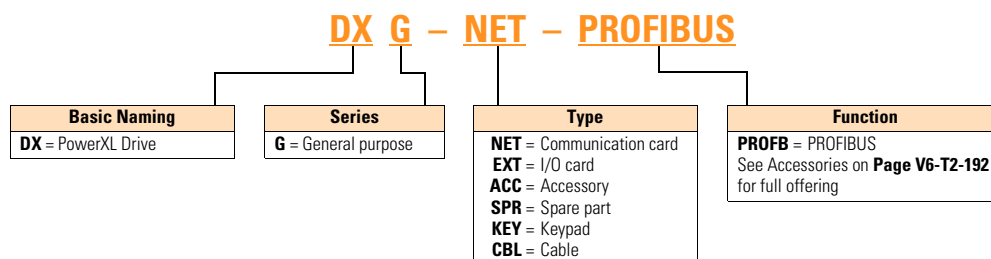 DX G – NET – PROFIBUS
Basic Naming
DX = PowerXL Drive
Series
G = General purpose
Type
NET = Communication card
EXT = I/O card
ACC = Accessory
SPR = Spare part
KEY = Keypad
CBL = Cable
Function
PROFB = PROFIBUS
See Accessories on Page V6-T2-192
for full offering